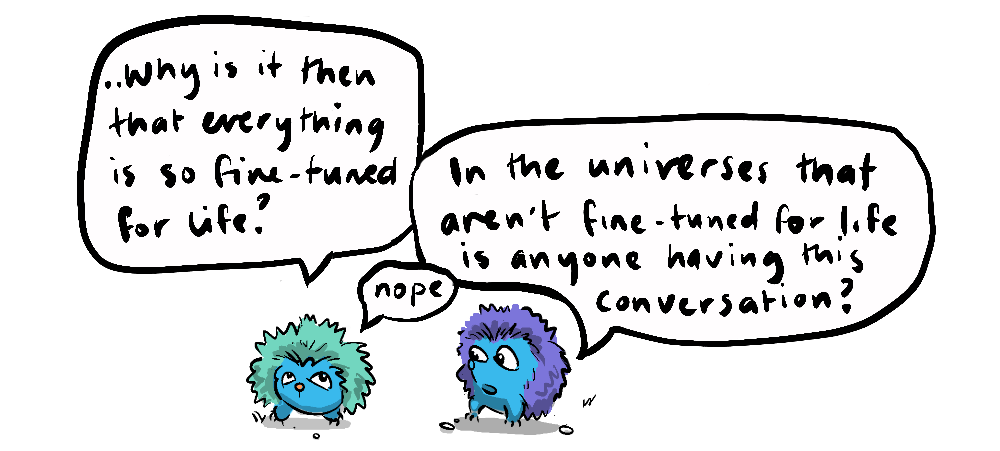 ..Why is it then
that everything
is so fine-tuned
for life?
In the universes that
aren't fine-tuned for life
is anyone having this
conversation?
nope